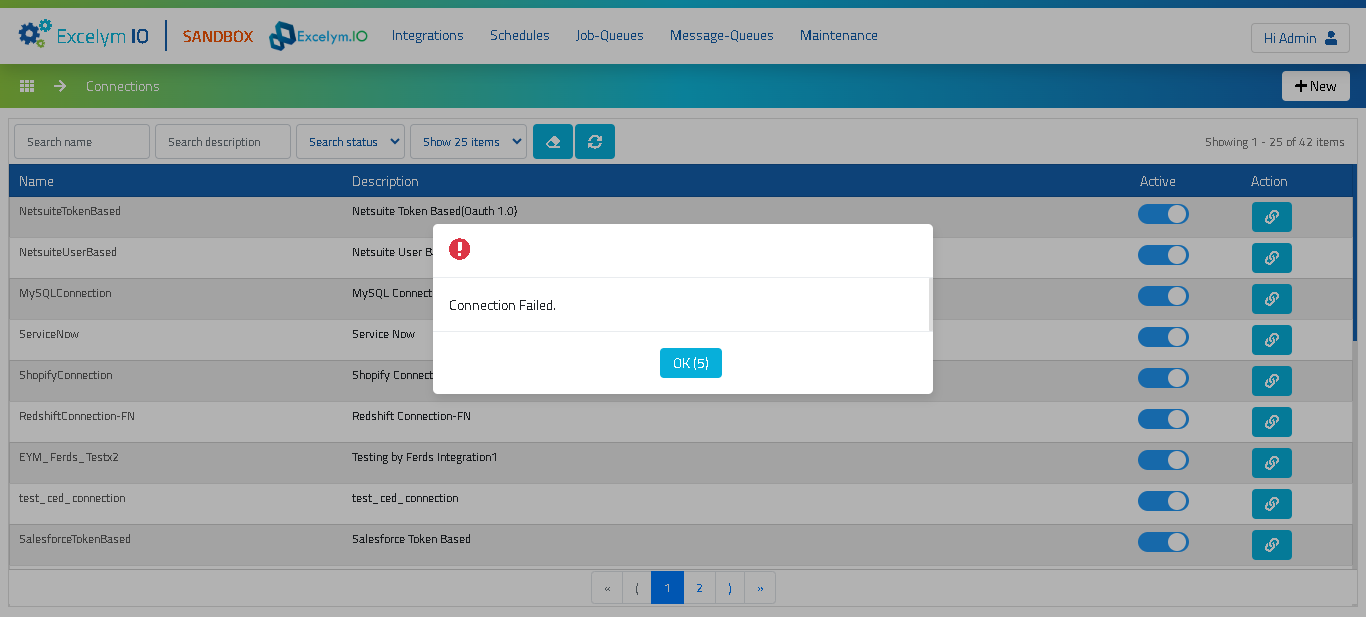 Excelym IO SANDBOX Excelym.IO Integrations Schedules Job-Queues Message-Queues Maintenance Hi Admin
Connections New
Search name Search description Search status Show 25 items Showing 1 - 25 of 42 items
Name Description Active Action
NetsuiteTokenBased Netsuite Token Based(Oauth 1.0)
NetsuiteUserBased Netsuite User B
MySQLConnection MySQL Connect
Connection Failed.
ServiceNow Service Now
OK (5)
ShopifyConnection Shopify Connect
RedshiftConnection-FN Redshift Connection-FN
EYM_Ferds_Testx2 Testing by Ferds Integration1
test_ced_connection test_ced_connection
SalesforceTokenBased Salesforce Token Based
« ⟨ 1 2 ⟩ »